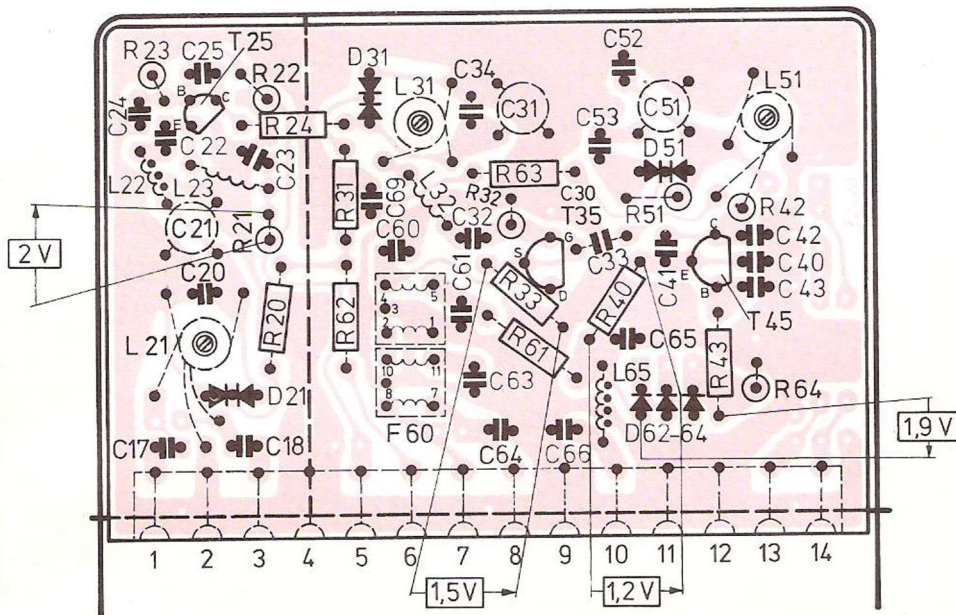 R23 C25 T25
R22
D31
L31
C34
C31
C52
C51
L51
C24
B C
E
C22
R24
C53
D51
C23
L22
L23
R31
C69
L32
R32
R63
C30
T35
R51
R42
2 V
C21
R21
C60
C61
C32
S G D
C33
C41
C E B
C42
C40
C43
C20
R20
R62
4 5
3
2 1
R33
R40
T45
L21
R61
C65
R43
10 11
8 7
C63
L65
R64
D21
F60
D62-64
1,9 V
C17
C18
C64
C66
1 2 3 4 5 6 7 8 9 10 11 12 13 14
1,5 V
1,2 V